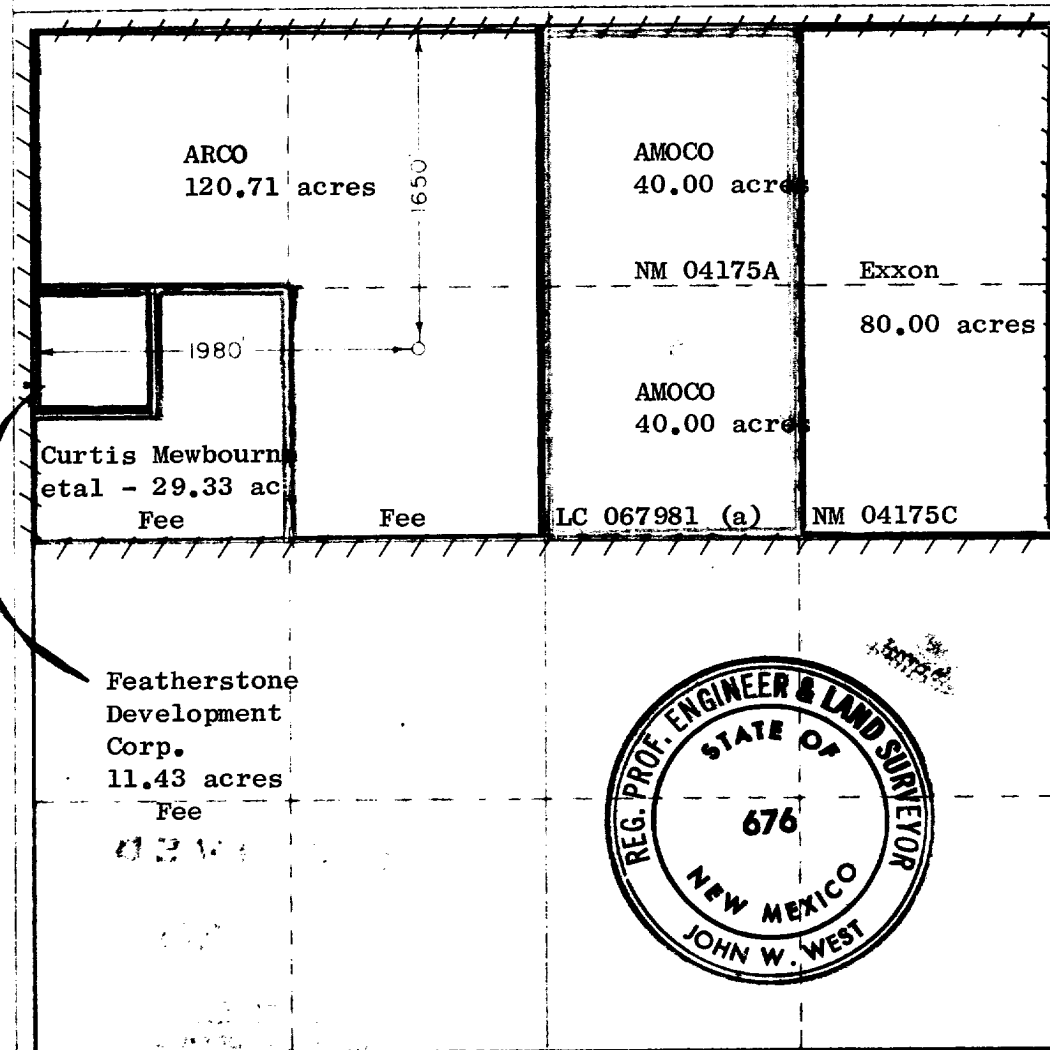 ARCO
120.71 acres
1650'
AMOCO
40.00 acres
NM 04175A
Exxon
80.00 acres
1980'
AMOCO
40.00 acres
Curtis Mewbourn
etal - 29.33 ac
Fee
Fee
LC 067981 (a)
NM 04175C
Featherstone
Development
Corp.
11.43 acres
Fee
REG. PROF. ENGINEER & LAND SURVEYOR
STATE OF
676
NEW MEXICO
JOHN W. WEST